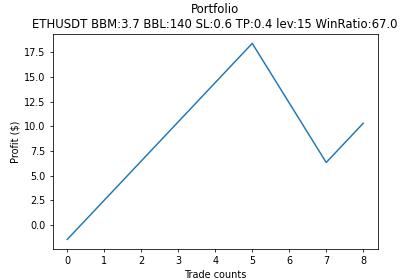 Portfolio
ETHUSDT BBM:3.7 BBL:140 SL:0.6 TP:0.4 lev:15 WinRatio:67.0
17.5
15.0
12.5
10.0
7.5
5.0
2.5
0.0
Profit ($)
0 1 2 3 4 5 6 7 8
Trade counts